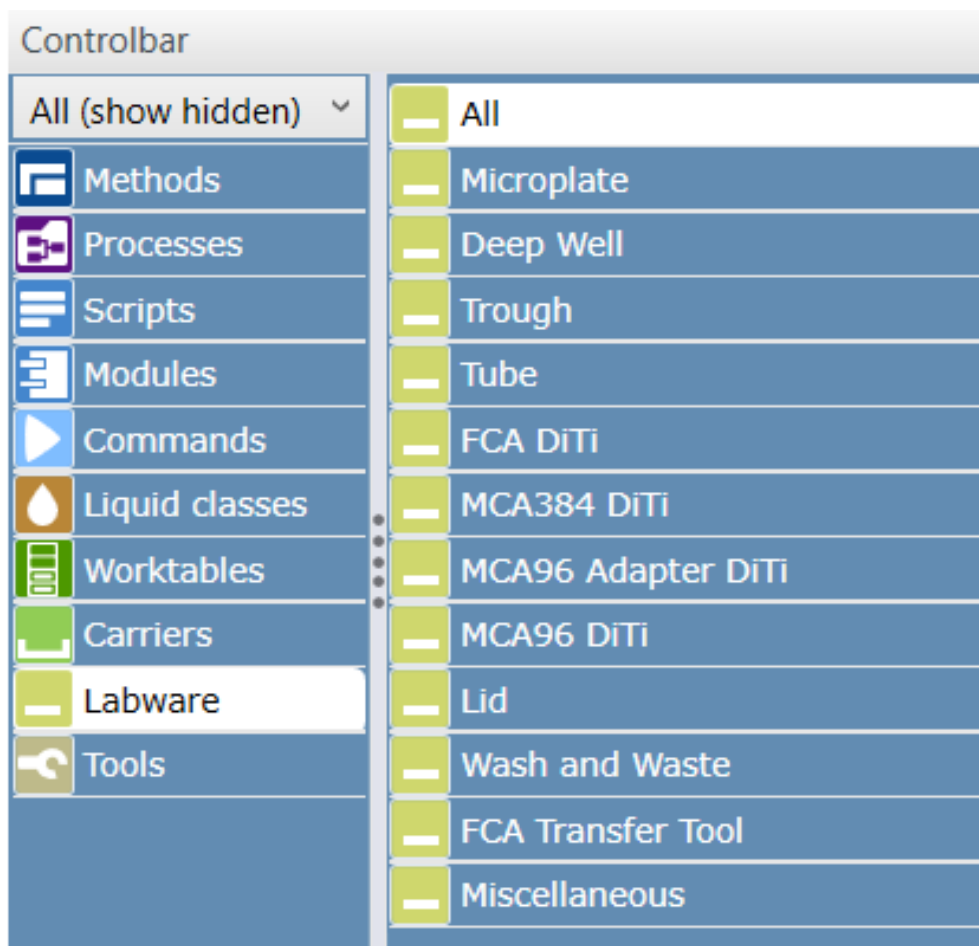 Controlbar
All (show hidden)
Methods
Processes
Scripts
Modules
Commands
Liquid classes
Worktables
Carriers
Labware
Tools
All
Microplate
Deep Well
Trough
Tube
FCA DiTi
MCA384 DiTi
MCA96 Adapter DiTi
MCA96 DiTi
Lid
Wash and Waste
FCA Transfer Tool
Miscellaneous